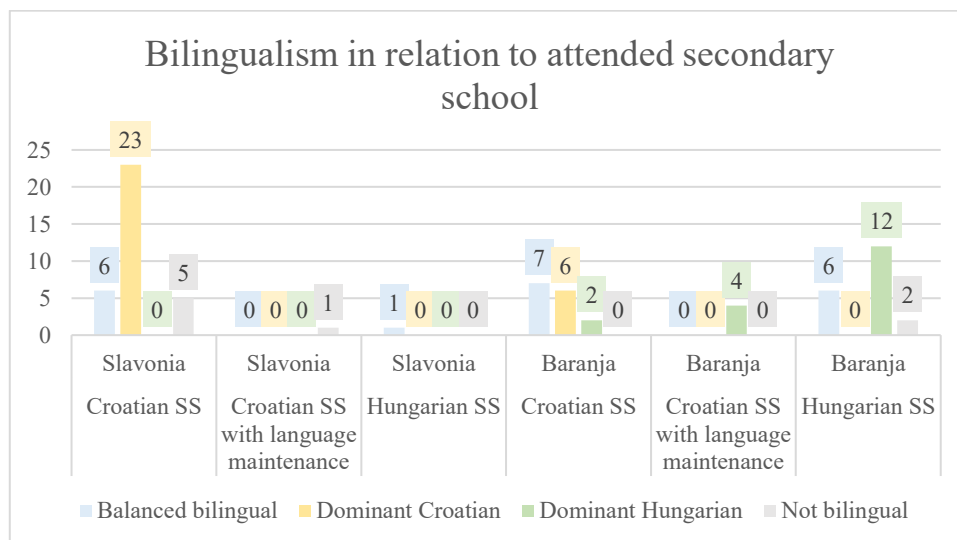 Bilingualism in relation to attended secondary
school
25
20
15
10
5
0
6
23
0
5
0
0
0
1
1
0
0
0
7
6
2
0
0
0
4
0
6
0
12
2
Slavonia
Slavonia
Slavonia
Baranja
Baranja
Baranja
Croatian SS
Croatian SS
with language
maintenance
Hungarian SS
Croatian SS
Croatian SS
with language
maintenance
Hungarian SS
Balanced bilingual
Dominant Croatian
Dominant Hungarian
Not bilingual